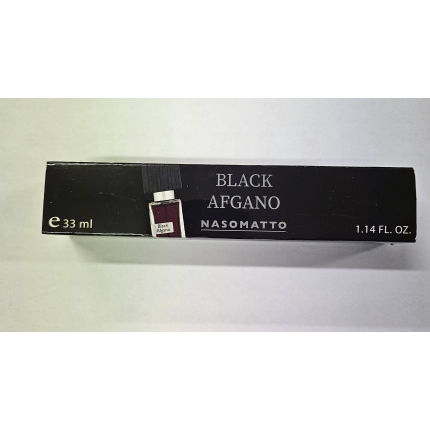 BLACK
AFGANO
NASOMATTO
e 33 ml
1.14 FL. OZ.
Black
Afgano